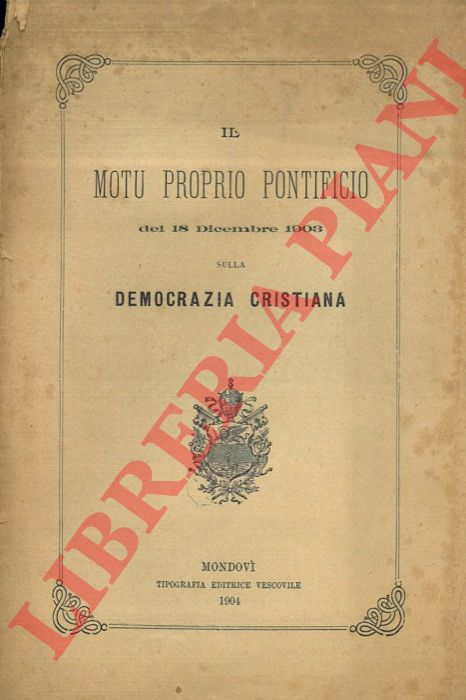 IL
MOTU PROPRIO PONTIFICIO
del 18 Dicembre 1903
SULLA
DEMOCRAZIA CRISTIANA
MONDOVÌ
TIPOGRAFIA EDITRICE VESCOVILE
1904
LIBRERIA PIANI